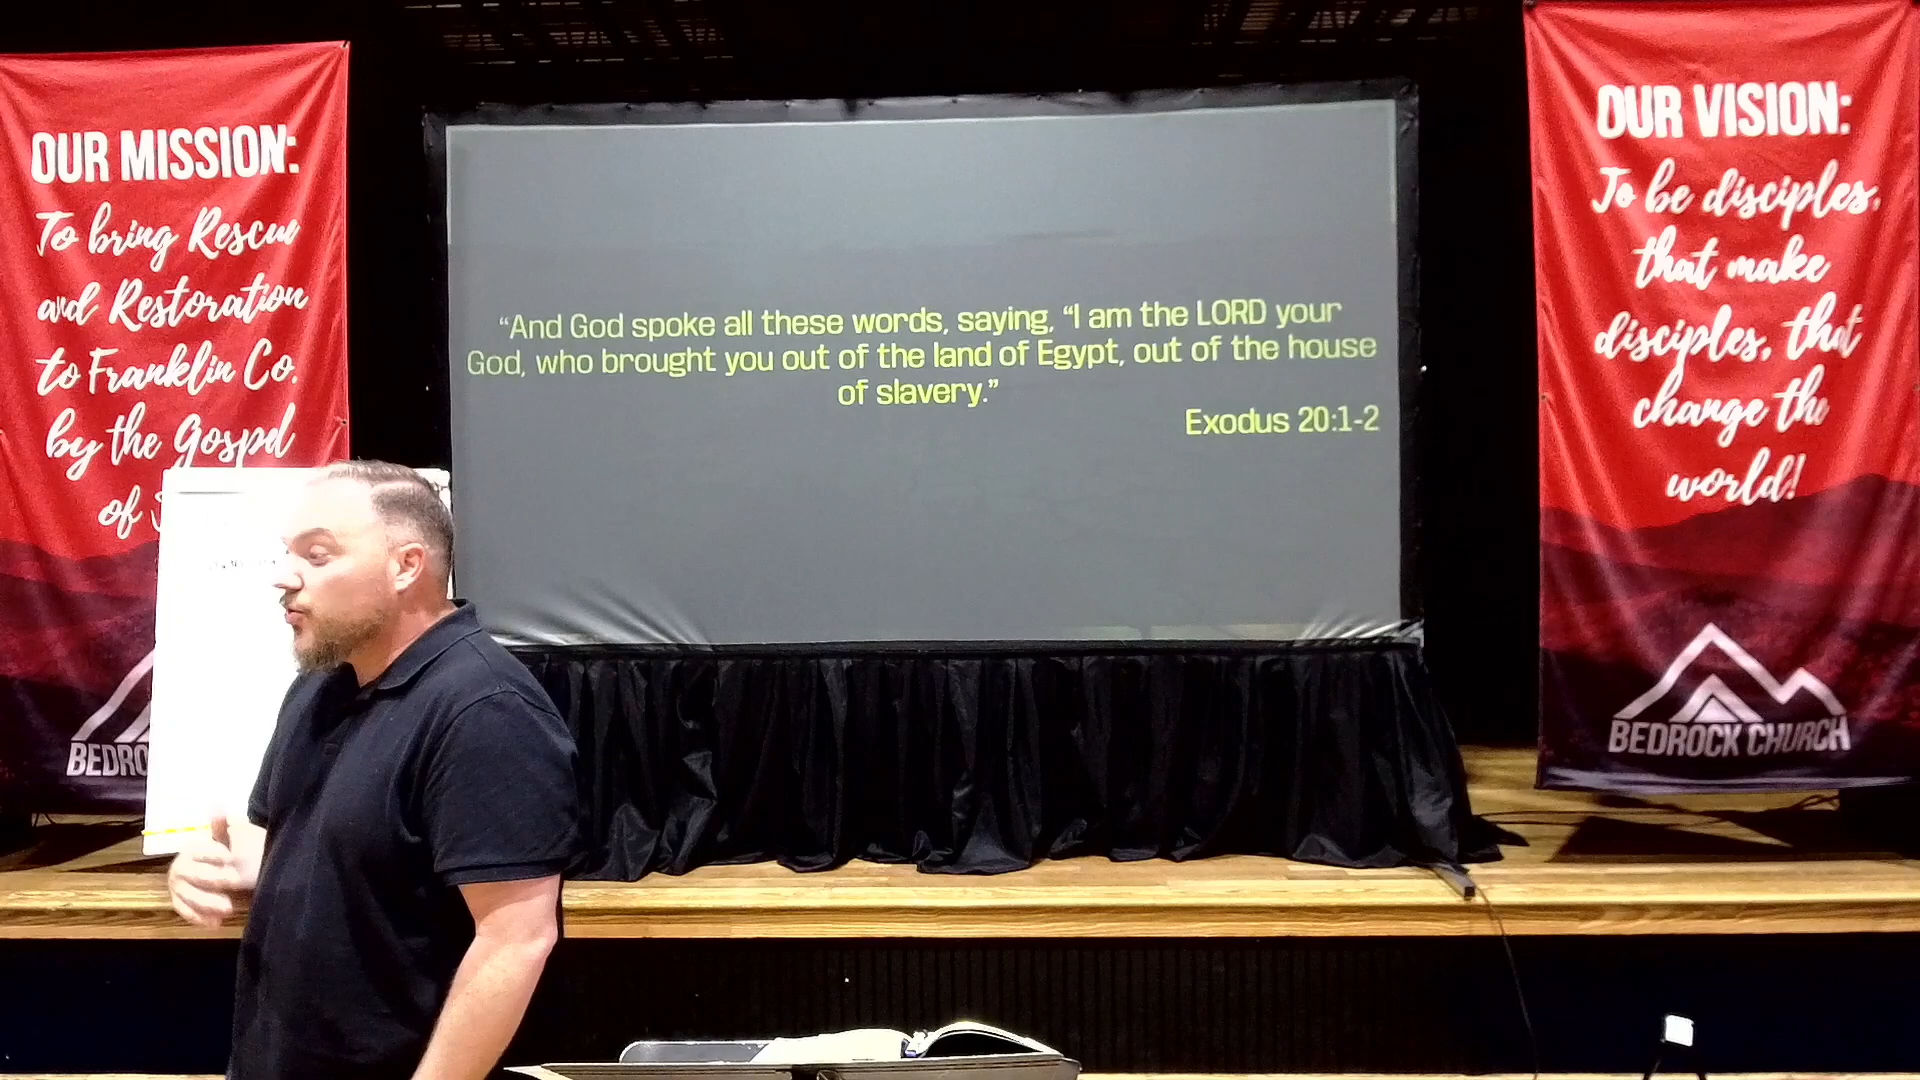 OUR MISSION:
To bring Rescue
and Restoration
to Franklin Co.
by the Gospel
of
BEDRO
"And God spoke all these words, saying, "I am the LORD your
God, who brought you out of the land of Egypt, out of the house
of slavery."
Exodus 20:1-2
OUR VISION:
To be disciples,
that make
disciples, that
change the
world!
BEDROCK CHURCH